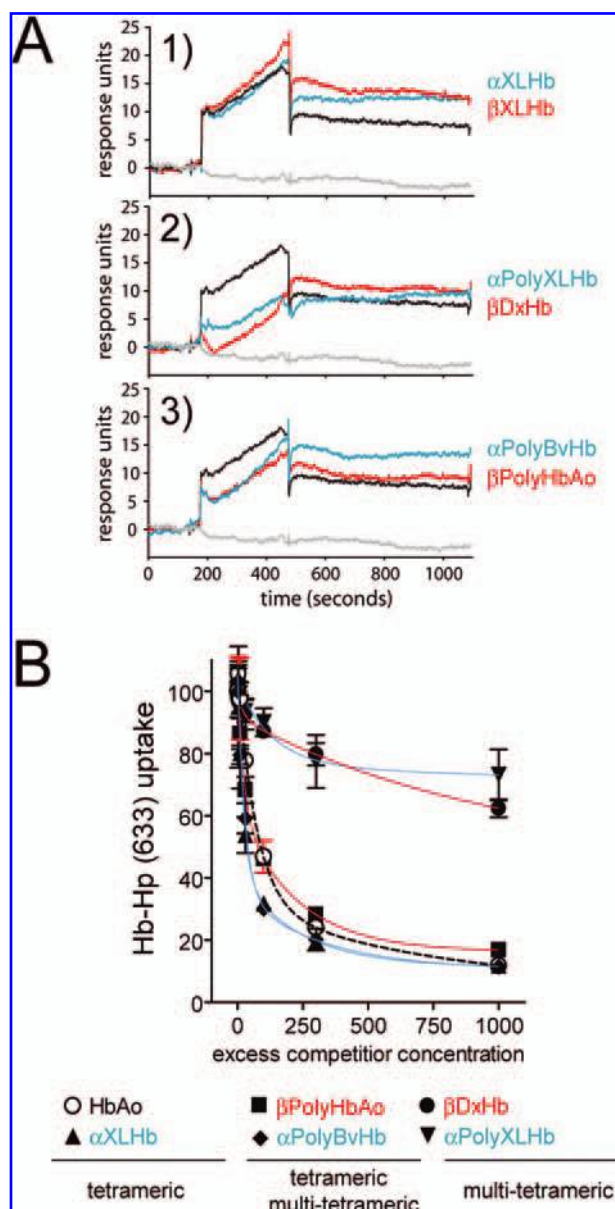 A
1)
response units
25
20
15
10
5
0
αXLHb
βXLHb
2)
response units
25
20
15
10
5
0
αPolyXLHb
βDxHb
3)
response units
25
20
15
10
5
0
αPolyBvHb
βPolyHbAo
0 200 400 600 800 1000
time (seconds)
B
Hb-Hp (633) uptake
100
80
60
40
20
0
0 250 500 750 1000
excess competitior concentration
HbAo βPolyHbAo βDxHb
αXLHb αPolyBvHb αPolyXLHb
tetrameric tetrameric multi-tetrameric
multi-tetrameric